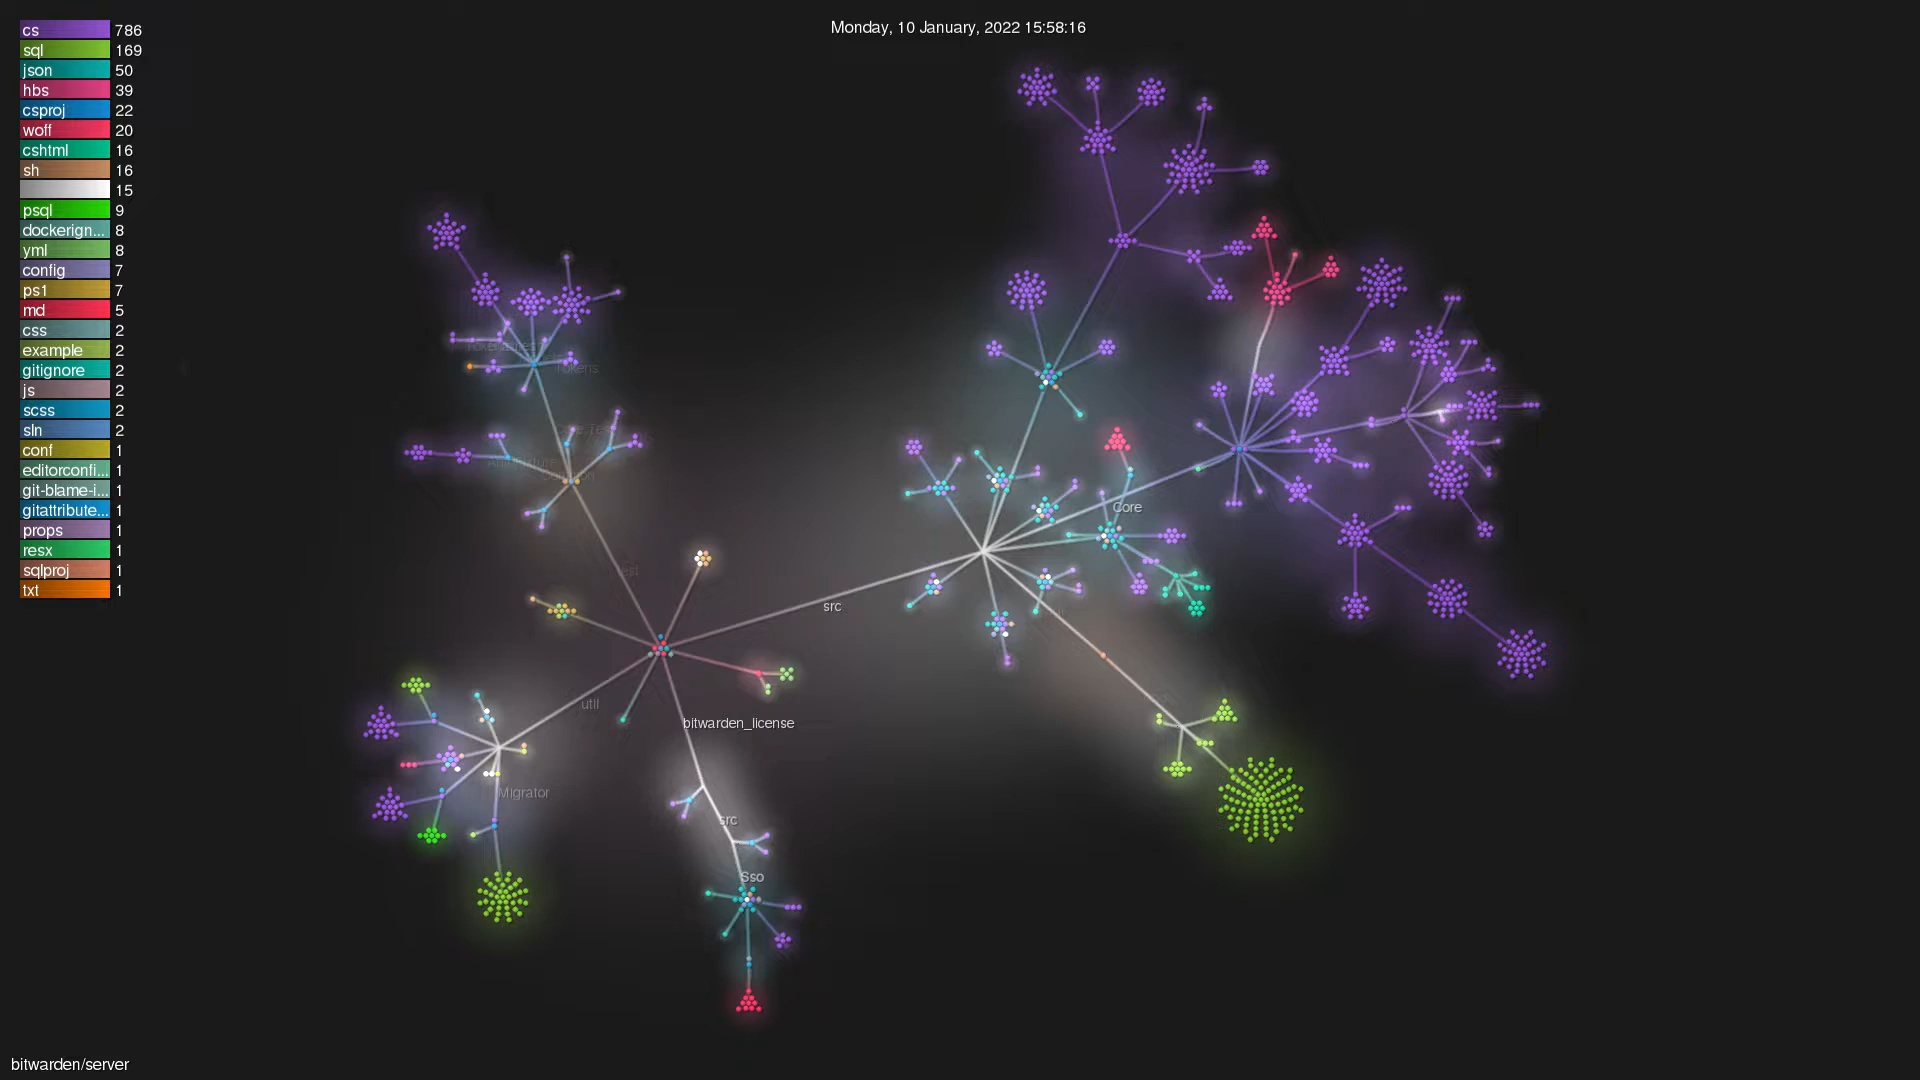 Monday, 10 January, 2022 15:58:16
cs 786
sql 169
json 50
hbs 39
csproj 22
woff 20
cshtml 16
sh 16
15
psql 9
dockerign... 8
yml 8
config 7
ps1 7
md 5
css 2
example 2
gitignore 2
js 2
scss 2
sln 2
conf 1
editorconfi... 1
git-blame-i... 1
gitattribute... 1
props 1
resx 1
sqlproj 1
txt 1
Tokens
Core
src
util
bitwarden_license
Migrator
src
Sso
bitwarden/server